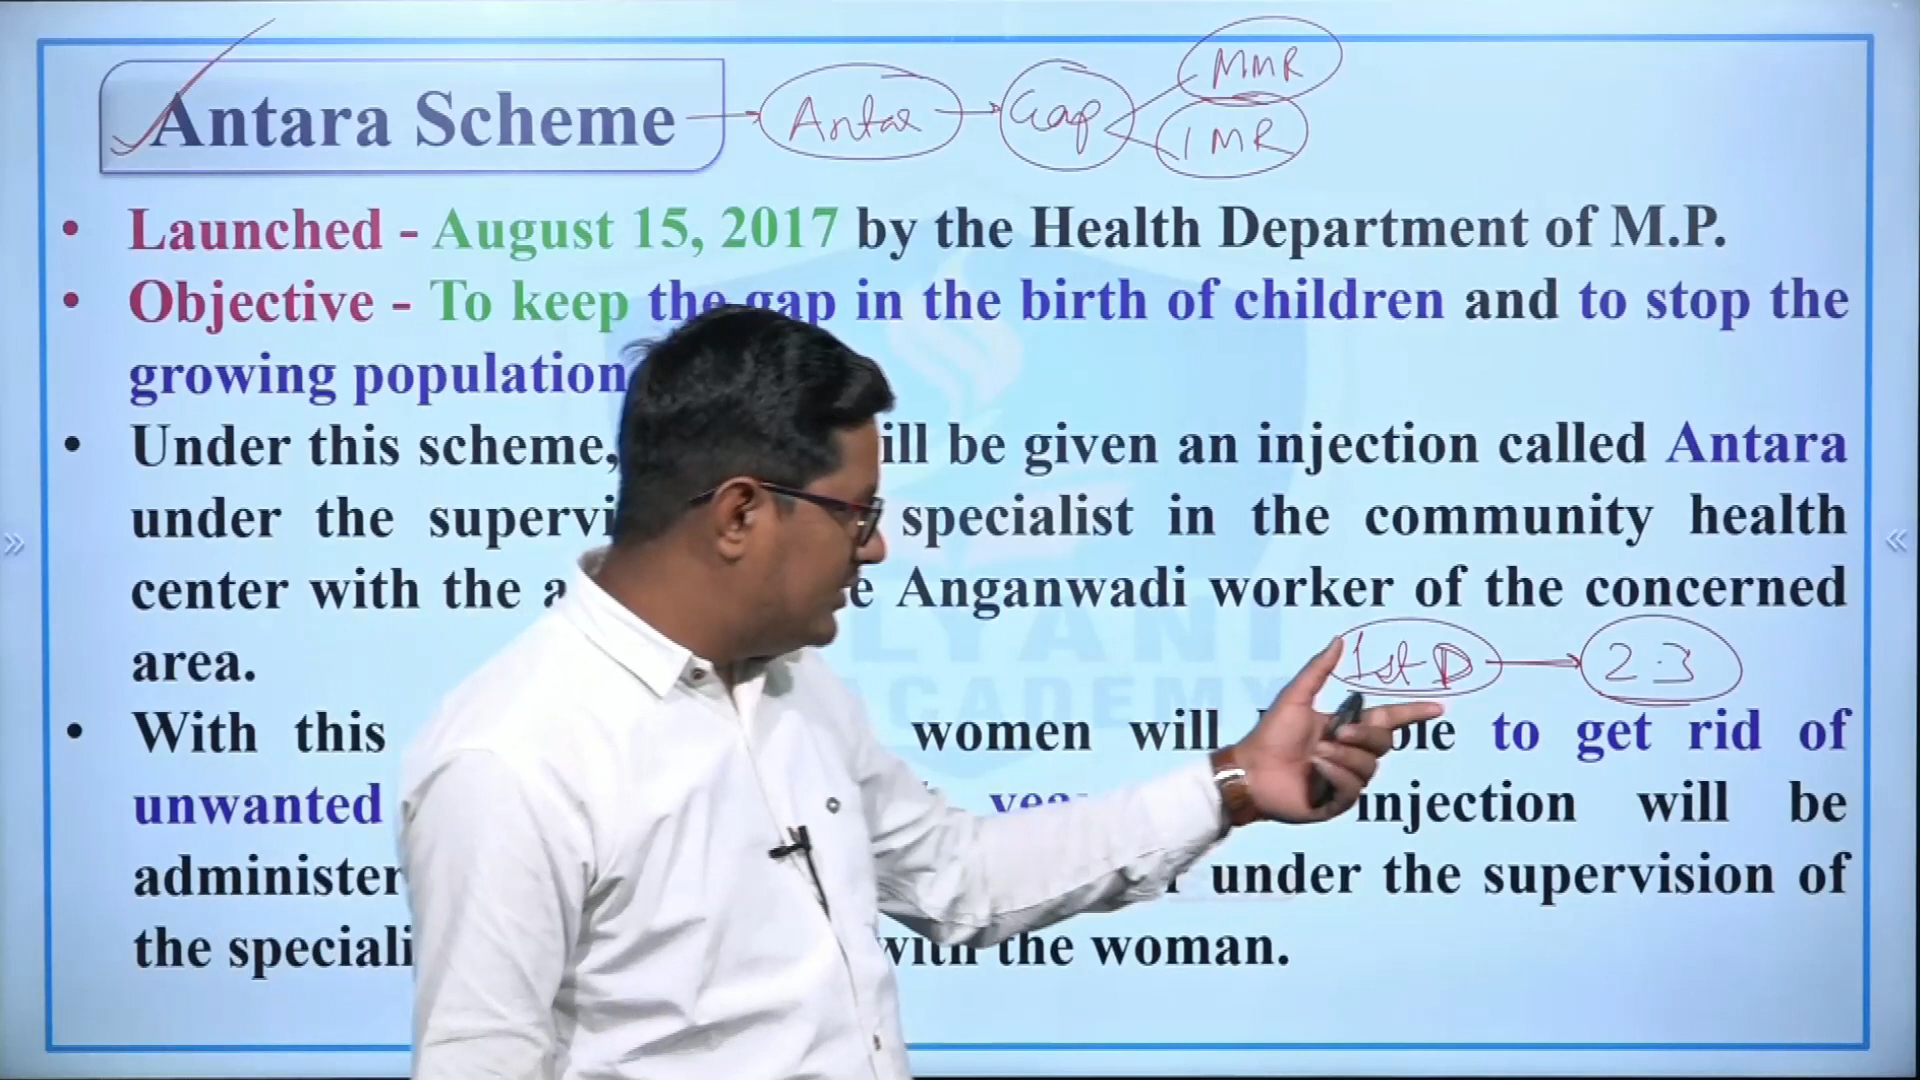 Antara Scheme Antar Gap MMR
IMR
• Launched - August 15, 2017 by the Health Department of M.P.
• Objective - To keep the gap in the birth of children and to stop the
growing population
• Under this scheme, ill be given an injection called Antara
under the supervi specialist in the community health
center with the a e Anganwadi worker of the concerned
area. 1st D 2-3
• With this women will to get rid of
unwanted injection will be
administer under the supervision of
the speciali with the woman.
LYANI
ACADEMY